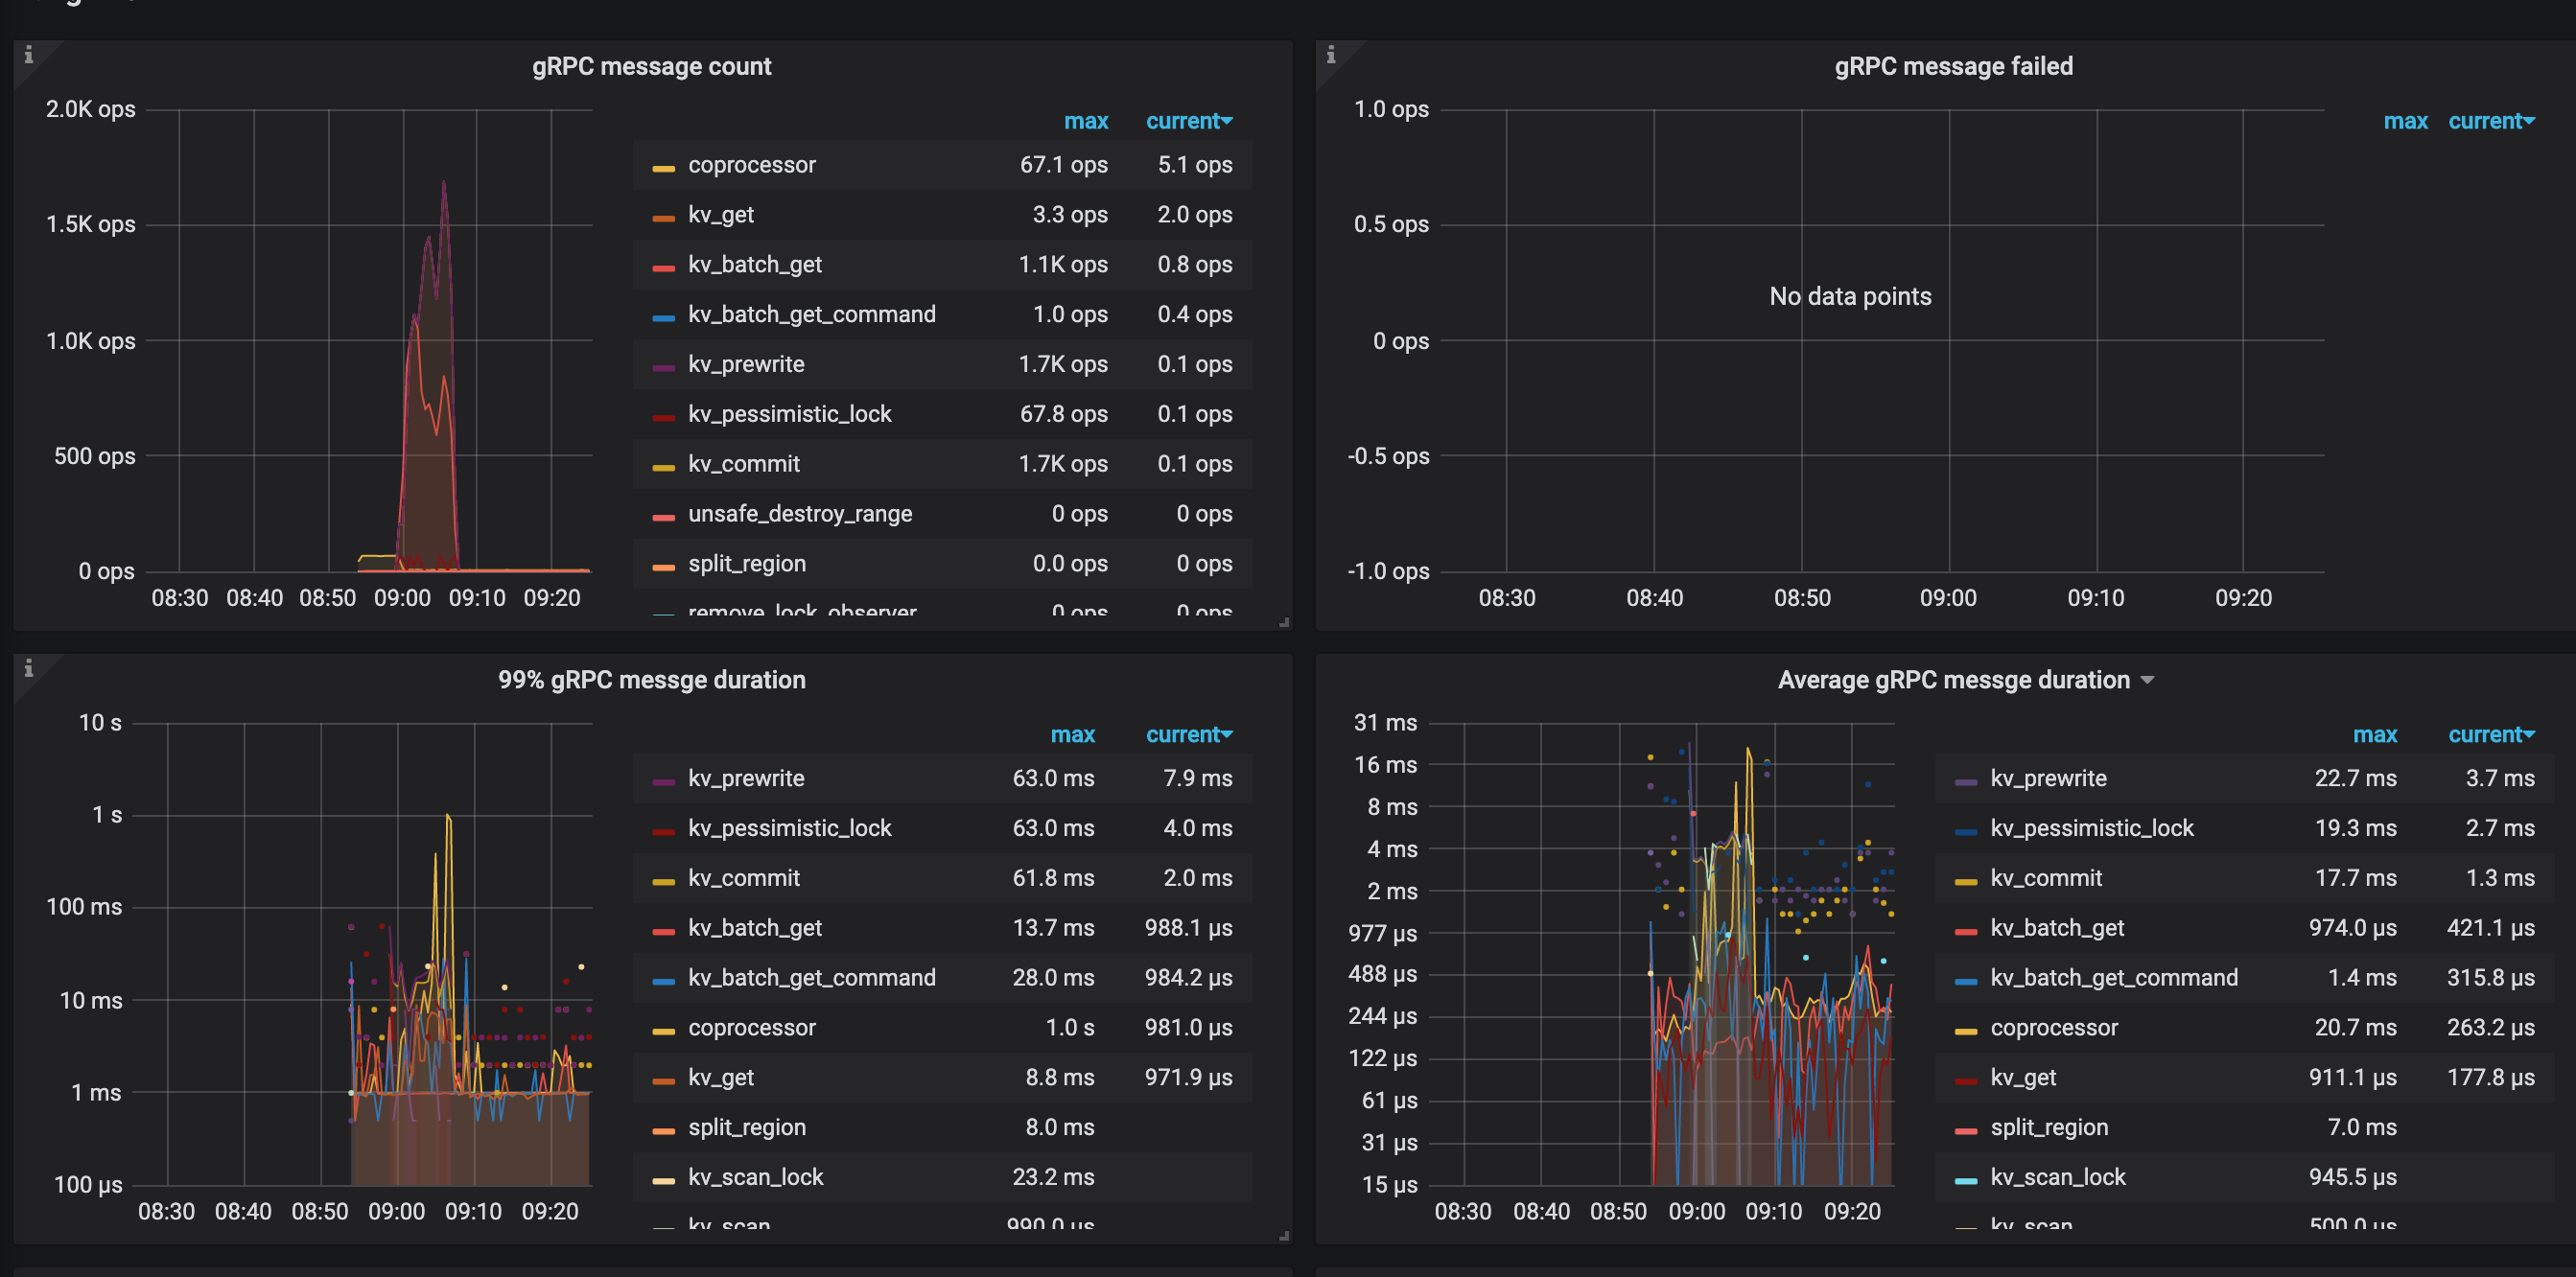 gRPC message count
2.0K ops
1.5K ops
1.0K ops
500 ops
0 ops
08:30 08:40 08:50 09:00 09:10 09:20
max current
coprocessor 67.1 ops 5.1 ops
kv_get 3.3 ops 2.0 ops
kv_batch_get 1.1K ops 0.8 ops
kv_batch_get_command 1.0 ops 0.4 ops
kv_prewrite 1.7K ops 0.1 ops
kv_pessimistic_lock 67.8 ops 0.1 ops
kv_commit 1.7K ops 0.1 ops
unsafe_destroy_range 0 ops 0 ops
split_region 0.0 ops 0 ops
remove_lock_observer 0 ops 0 ops
gRPC message failed
1.0 ops
0.5 ops
0 ops
-0.5 ops
-1.0 ops
No data points
08:30 08:40 08:50 09:00 09:10 09:20
max current
99% gRPC messge duration
10 s
1 s
100 ms
10 ms
1 ms
100 µs
08:30 08:40 08:50 09:00 09:10 09:20
max current
kv_prewrite 63.0 ms 7.9 ms
kv_pessimistic_lock 63.0 ms 4.0 ms
kv_commit 61.8 ms 2.0 ms
kv_batch_get 13.7 ms 988.1 µs
kv_batch_get_command 28.0 ms 984.2 µs
coprocessor 1.0 s 981.0 µs
kv_get 8.8 ms 971.9 µs
split_region 8.0 ms
kv_scan_lock 23.2 ms
kv_scan 990.0 µs
Average gRPC messge duration
31 ms
16 ms
8 ms
4 ms
2 ms
977 µs
488 µs
244 µs
122 µs
61 µs
31 µs
15 µs
08:30 08:40 08:50 09:00 09:10 09:20
max current
kv_prewrite 22.7 ms 3.7 ms
kv_pessimistic_lock 19.3 ms 2.7 ms
kv_commit 17.7 ms 1.3 ms
kv_batch_get 974.0 µs 421.1 µs
kv_batch_get_command 1.4 ms 315.8 µs
coprocessor 20.7 ms 263.2 µs
kv_get 911.1 µs 177.8 µs
split_region 7.0 ms
kv_scan_lock 945.5 µs
kv_scan 500.0 µs